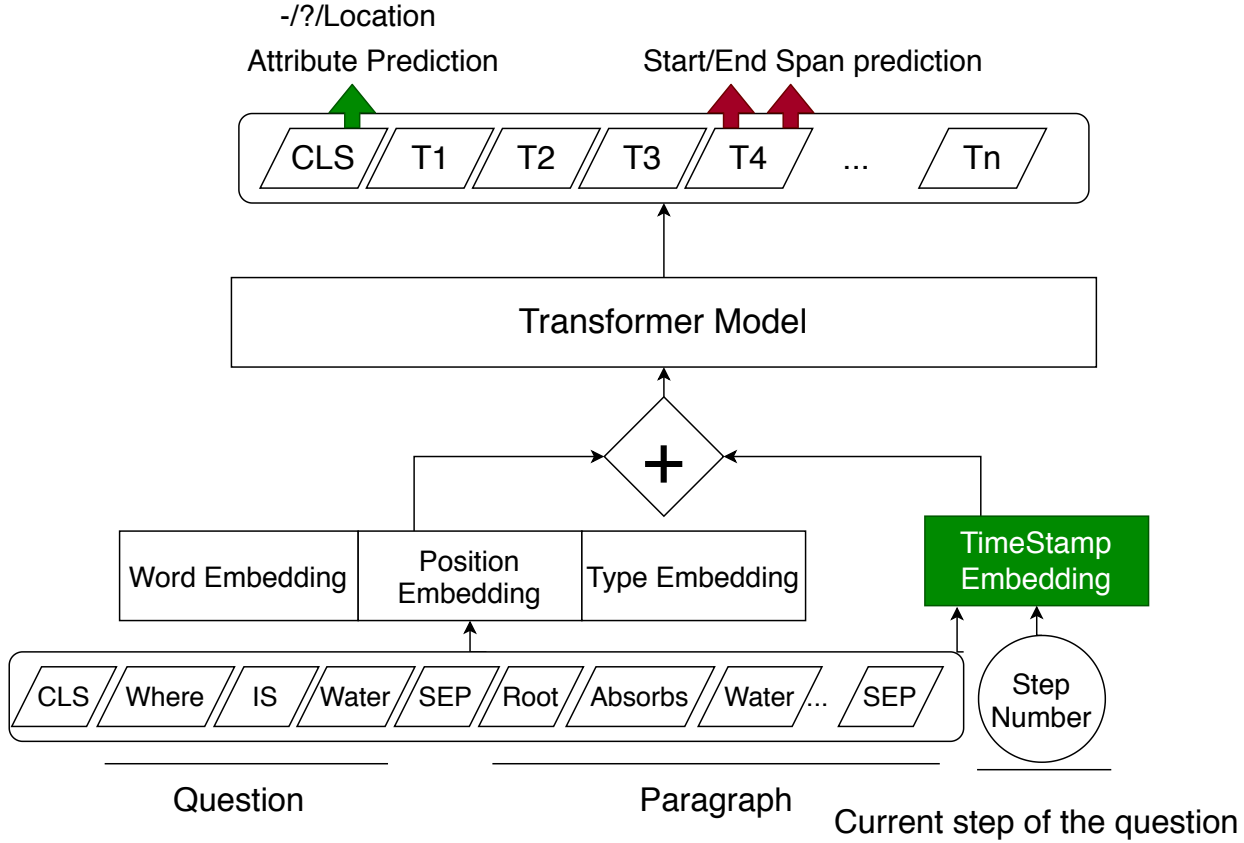 -/?/Location
Attribute Prediction
Start/End Span prediction
CLS T1 T2 T3 T4 ... Tn
Transformer Model
+
Word Embedding
Position
Embedding
Type Embedding
TimeStamp
Embedding
CLS Where IS Water SEP Root Absorbs Water ... SEP
Step
Number
Question
Paragraph
Current step of the question